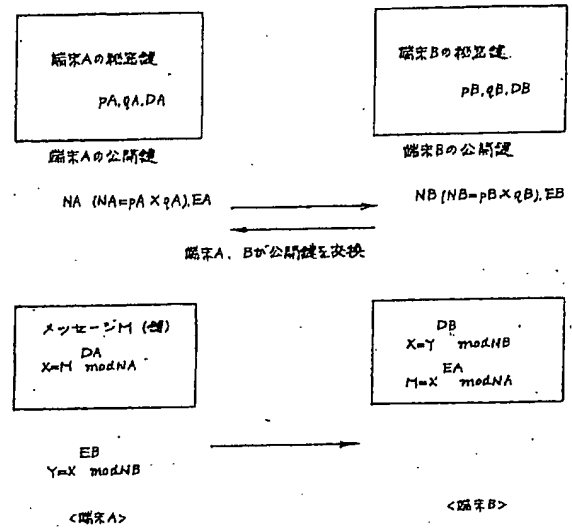 端末Aの秘密鍵
pA,qA,DA
端末Bの秘密鍵
pB,qB,DB
端末Aの公開鍵
NA (NA=pA×qA),EA
端末Bの公開鍵
NB (NB=pB×qB),EB
端末A、Bが公開鍵を交換
メッセージM (鍵)
DA
X=M modNA
DB
X=Y modNB
EA
M=X modNA
EB
Y=X modNB
<端末A>
<端末B>